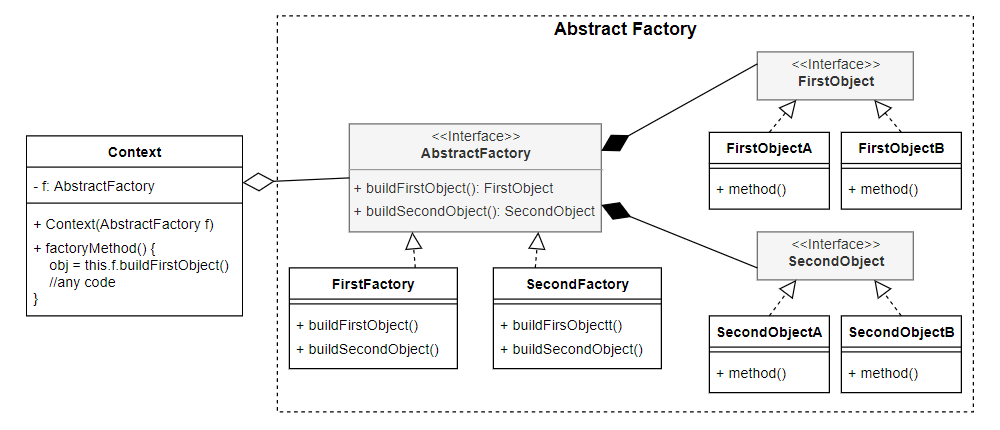 Abstract Factory
<<Interface>>
FirstObject
FirstObjectA
+ method()
FirstObjectB
+ method()
Context
- f: AbstractFactory
+ Context(AbstractFactory f)
+ factoryMethod() {
obj = this.f.buildFirstObject()
//any code
}
<<Interface>>
AbstractFactory
+ buildFirstObject(): FirstObject
+ buildSecondObject(): SecondObject
FirstFactory
+ buildFirstObject()
+ buildSecondObject()
SecondFactory
+ buildFirsObjectt()
+ buildSecondObject()
<<Interface>>
SecondObject
SecondObjectA
+ method()
SecondObjectB
+ method()